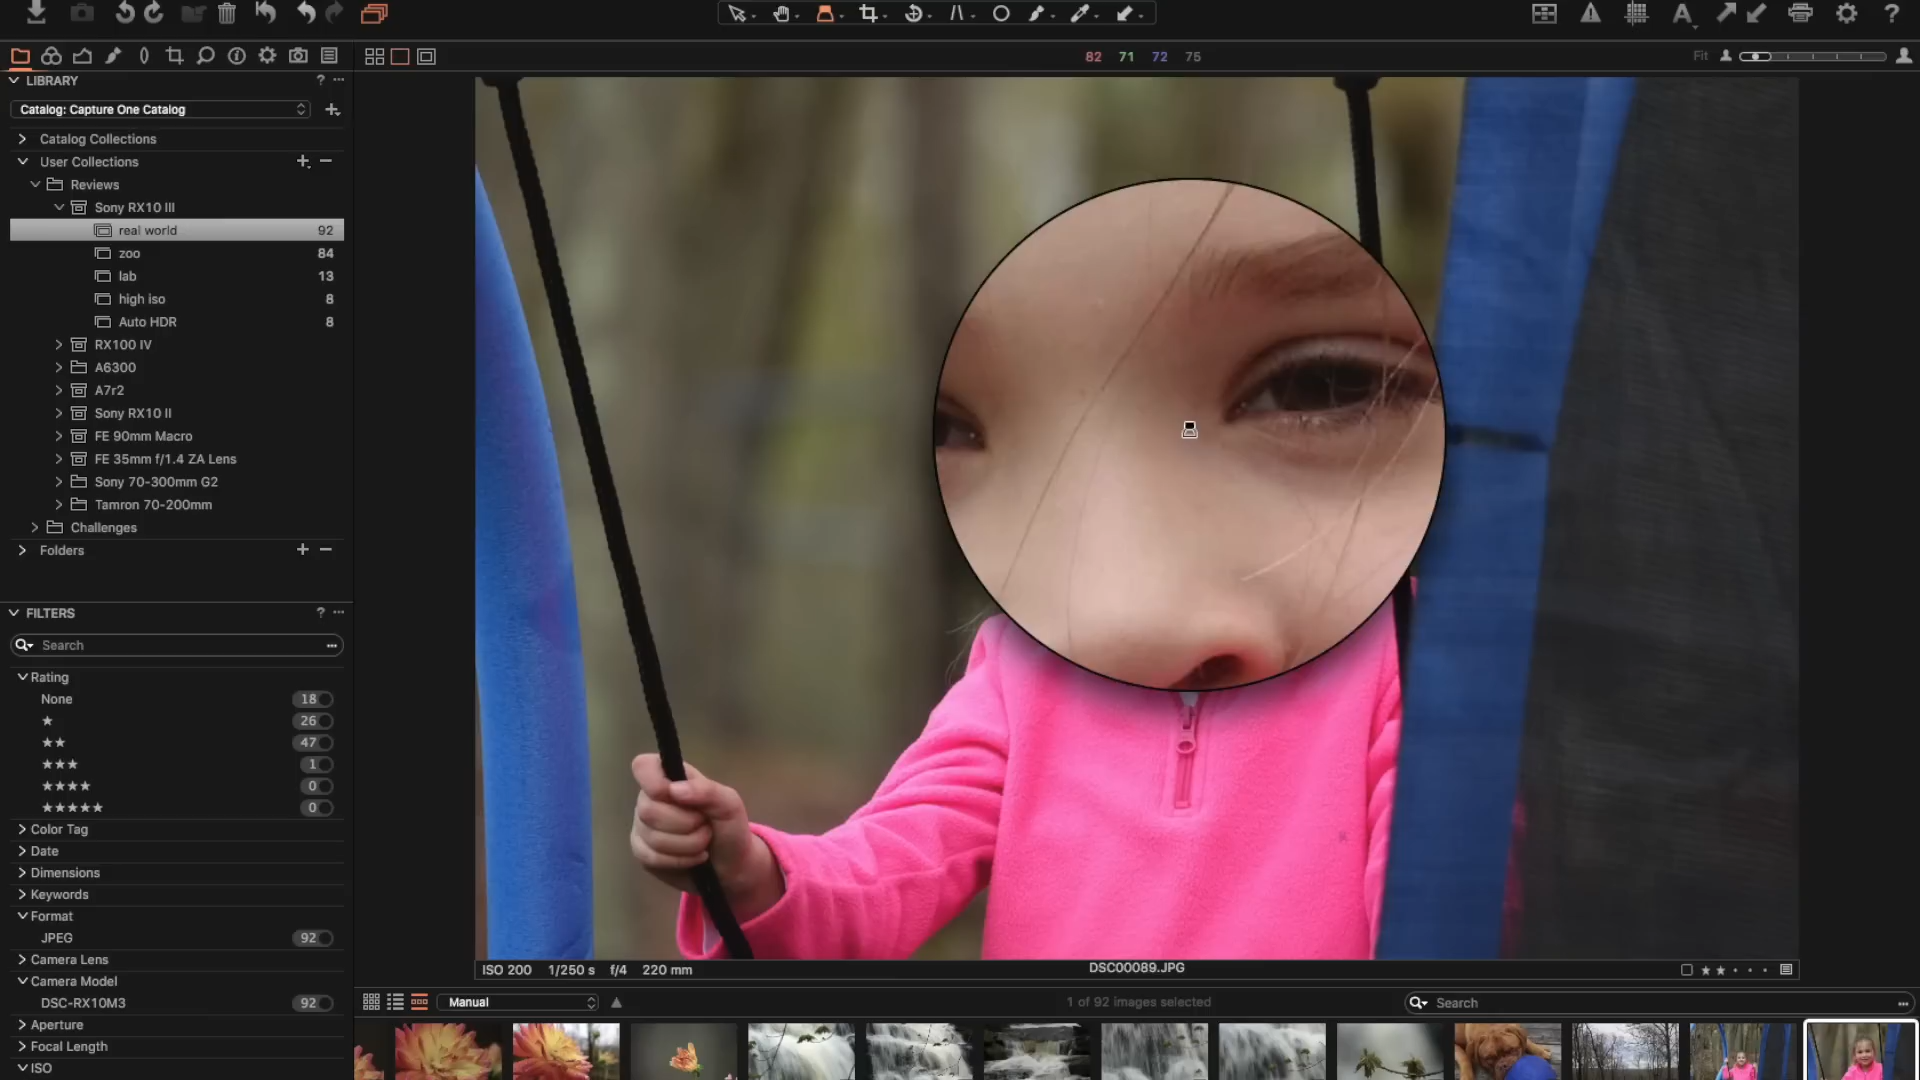 82 71 72 75
Fit
LIBRARY ? ...
Catalog: Capture One Catalog
Catalog Collections
User Collections
Reviews
Sony RX10 III
real world 92
zoo 84
lab 13
high iso 8
Auto HDR 8
RX100 IV
A6300
A7r2
Sony RX10 II
FE 90mm Macro
FE 35mm f/1.4 ZA Lens
Sony 70-300mm G2
Tamron 70-200mm
Challenges
Folders
FILTERS ? ...
Search ...
Rating
None 18
★ 26
★★ 47
★★★ 1
★★★★ 0
★★★★★ 0
Color Tag
Date
Dimensions
Keywords
Format
JPEG 92
Camera Lens
Camera Model
DSC-RX10M3 92
Aperture
Focal Length
ISO
ISO 200 1/250 s f/4 220 mm
DSC00089.JPG
Manual
1 of 92 images selected
Search ...